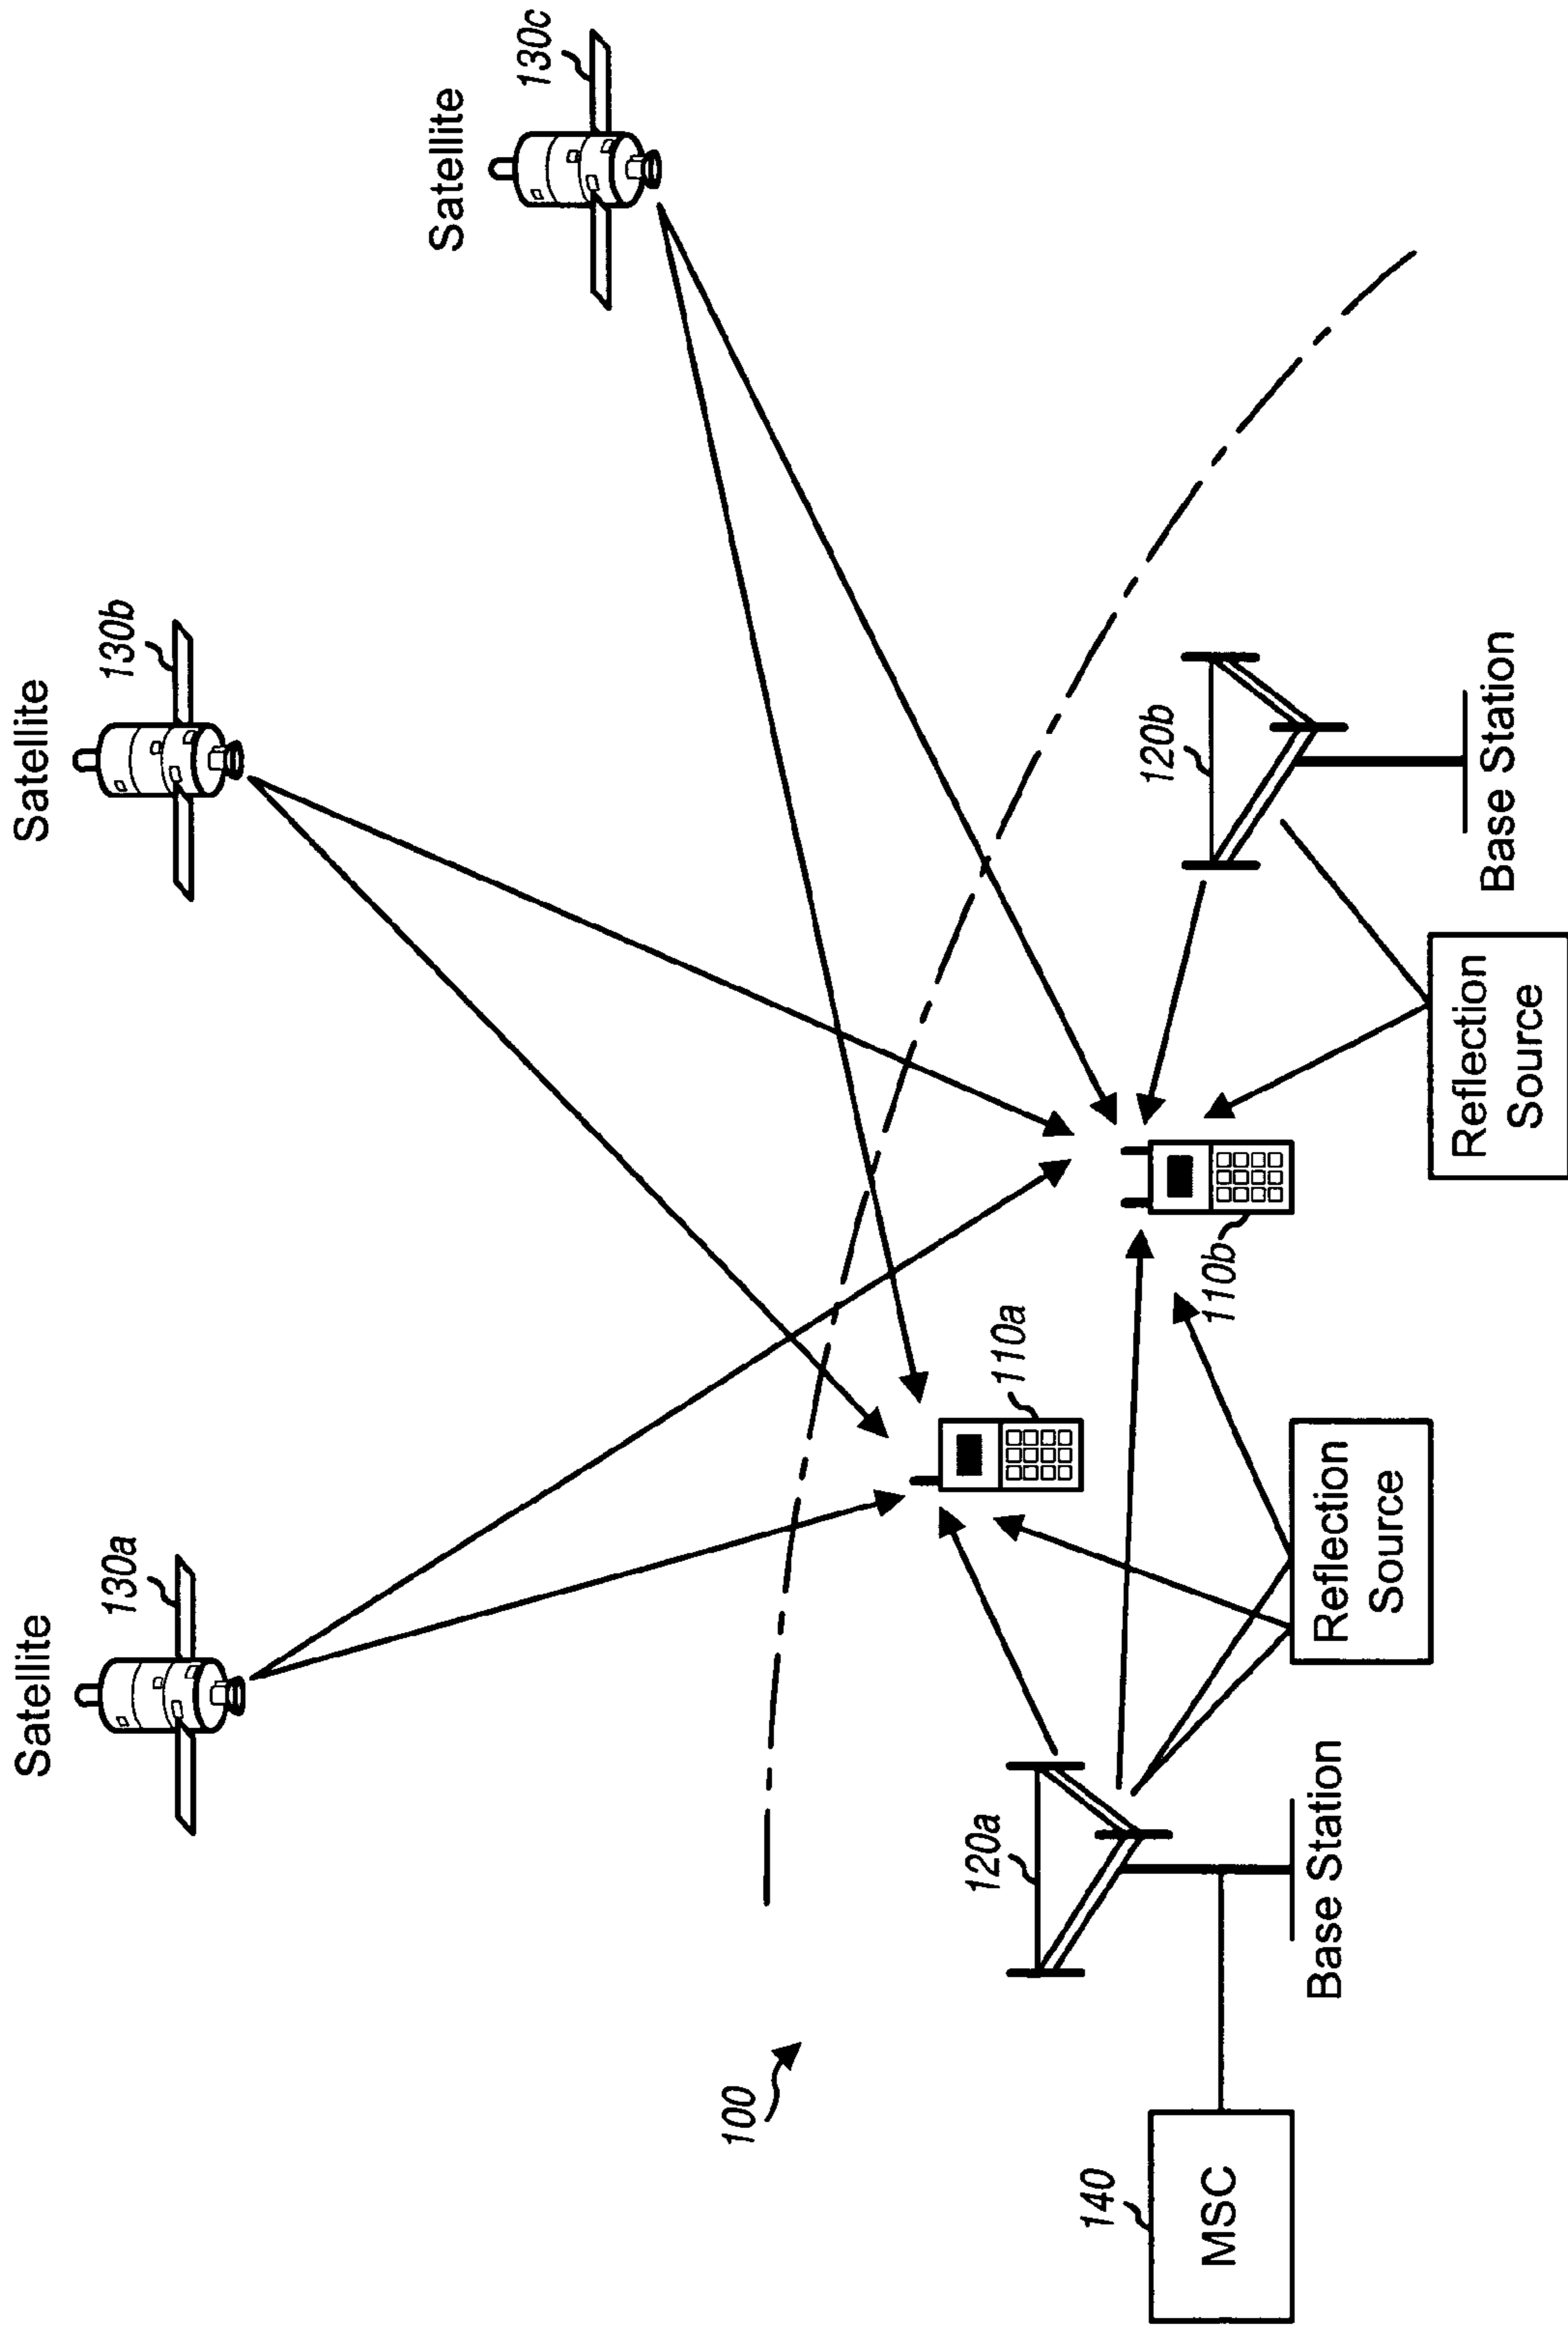 Satellite
130a
Satellite
130b
Satellite
130c
100
120a
110a
110b
120b
140
MSC
Base Station
Reflection
Source
Reflection
Source
Base Station